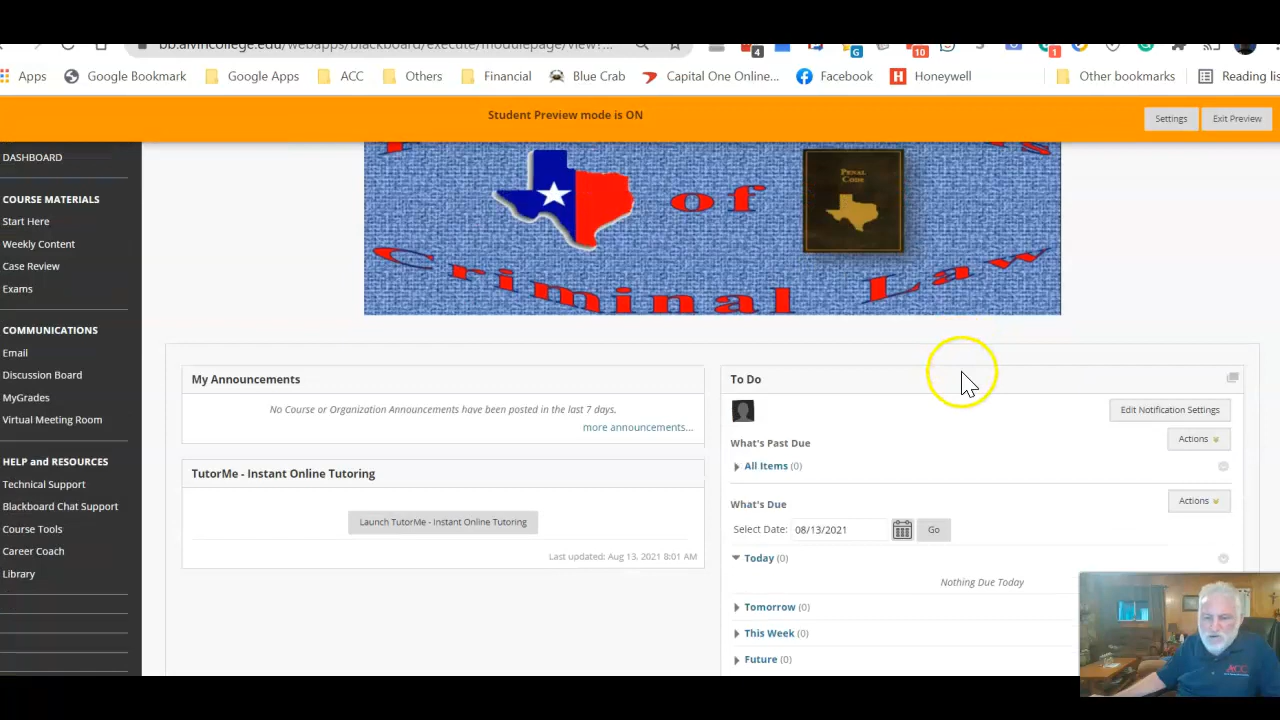 bb.alvincollege.edu/webapps/blackboard/execute/modulepage/view?...
4
G
10
1
Apps
Google Bookmark
Google Apps
ACC
Others
Financial
Blue Crab
Capital One Online...
Facebook
H
Honeywell
Other bookmarks
Reading lis
Student Preview mode is ON
Settings
Exit Preview
DASHBOARD
COURSE MATERIALS
Start Here
Weekly Content
Case Review
Exams
COMMUNICATIONS
Email
Discussion Board
MyGrades
Virtual Meeting Room
HELP and RESOURCES
Technical Support
Blackboard Chat Support
Course Tools
Career Coach
Library
of
PENAL
CODE
Criminal Law
My Announcements
No Course or Organization Announcements have been posted in the last 7 days.
more announcements...
TutorMe - Instant Online Tutoring
Launch TutorMe - Instant Online Tutoring
Last updated: Aug 13, 2021 8:01 AM
To Do
Edit Notification Settings
What's Past Due
Actions
All Items (0)
What's Due
Actions
Select Date: 08/13/2021
Go
Today (0)
Nothing Due Today
Tomorrow (0)
This Week (0)
Future (0)
ACC